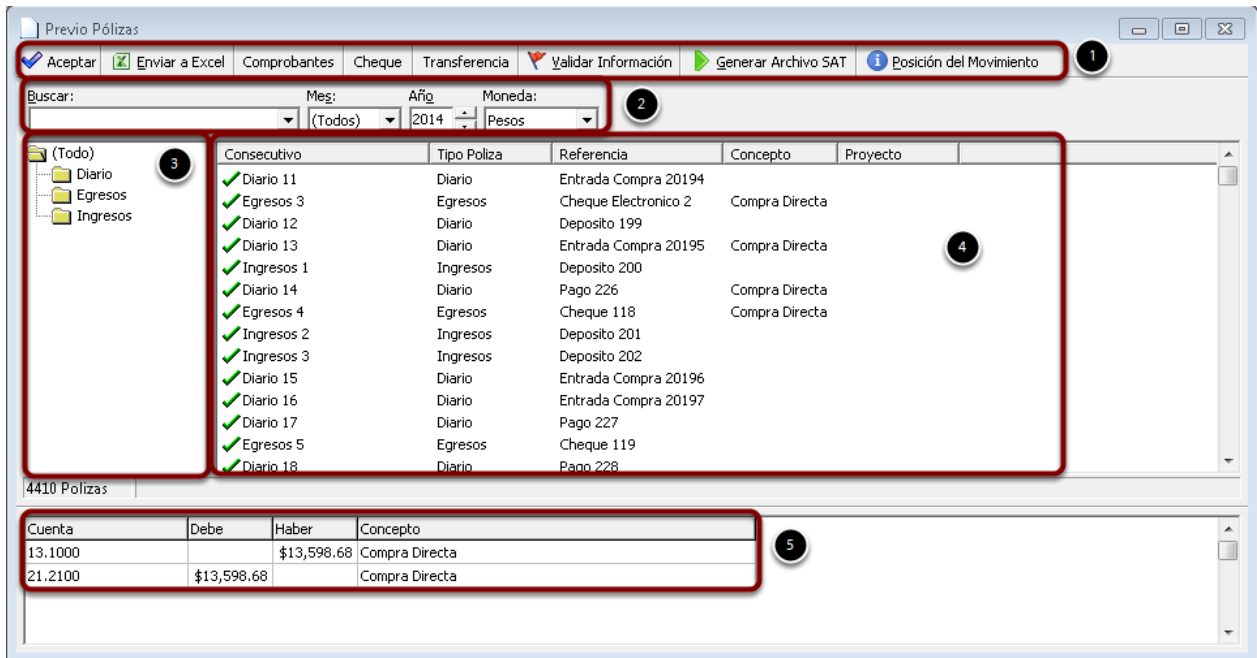 Previo Pólizas
Aceptar Enviar a Excel Comprobantes Cheque Transferencia Validar Información Generar Archivo SAT Posición del Movimiento 1
Buscar: Mes: Año Moneda:
(Todos) 2014 Pesos 2
(Todo) 3
Diario
Egresos
Ingresos
Consecutivo Tipo Poliza Referencia Concepto Proyecto
Diario 11 Diario Entrada Compra 20194
Egresos 3 Egresos Cheque Electronico 2 Compra Directa
Diario 12 Diario Deposito 199
Diario 13 Diario Entrada Compra 20195 Compra Directa 4
Ingresos 1 Ingresos Deposito 200
Diario 14 Diario Pago 226 Compra Directa
Egresos 4 Egresos Cheque 118 Compra Directa
Ingresos 2 Ingresos Deposito 201
Ingresos 3 Ingresos Deposito 202
Diario 15 Diario Entrada Compra 20196
Diario 16 Diario Entrada Compra 20197
Diario 17 Diario Pago 227
Egresos 5 Egresos Cheque 119
Diario 18 Diario Pago 228
4410 Polizas
Cuenta Debe Haber Concepto
13.1000 $13,598.68 Compra Directa 5
21.2100 $13,598.68 Compra Directa